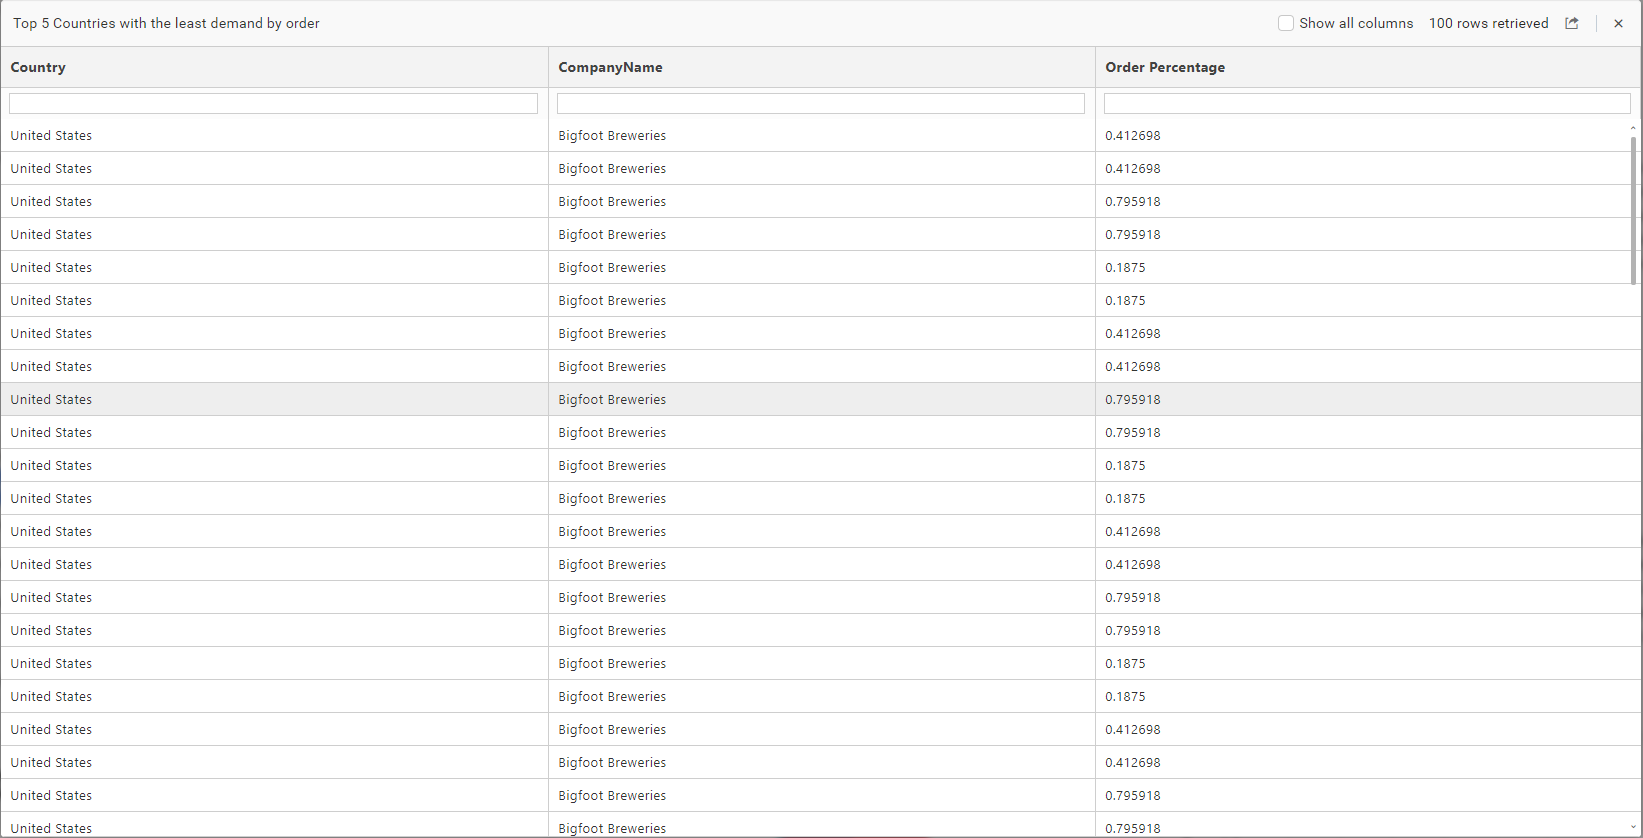 Top 5 Countries with the least demand by order Show all columns 100 rows retrieved
Country CompanyName Order Percentage
United States Bigfoot Breweries 0.412698
United States Bigfoot Breweries 0.412698
United States Bigfoot Breweries 0.795918
United States Bigfoot Breweries 0.795918
United States Bigfoot Breweries 0.1875
United States Bigfoot Breweries 0.1875
United States Bigfoot Breweries 0.412698
United States Bigfoot Breweries 0.412698
United States Bigfoot Breweries 0.795918
United States Bigfoot Breweries 0.795918
United States Bigfoot Breweries 0.1875
United States Bigfoot Breweries 0.1875
United States Bigfoot Breweries 0.412698
United States Bigfoot Breweries 0.412698
United States Bigfoot Breweries 0.795918
United States Bigfoot Breweries 0.795918
United States Bigfoot Breweries 0.1875
United States Bigfoot Breweries 0.1875
United States Bigfoot Breweries 0.412698
United States Bigfoot Breweries 0.412698
United States Bigfoot Breweries 0.795918
United States Bigfoot Breweries 0.795918